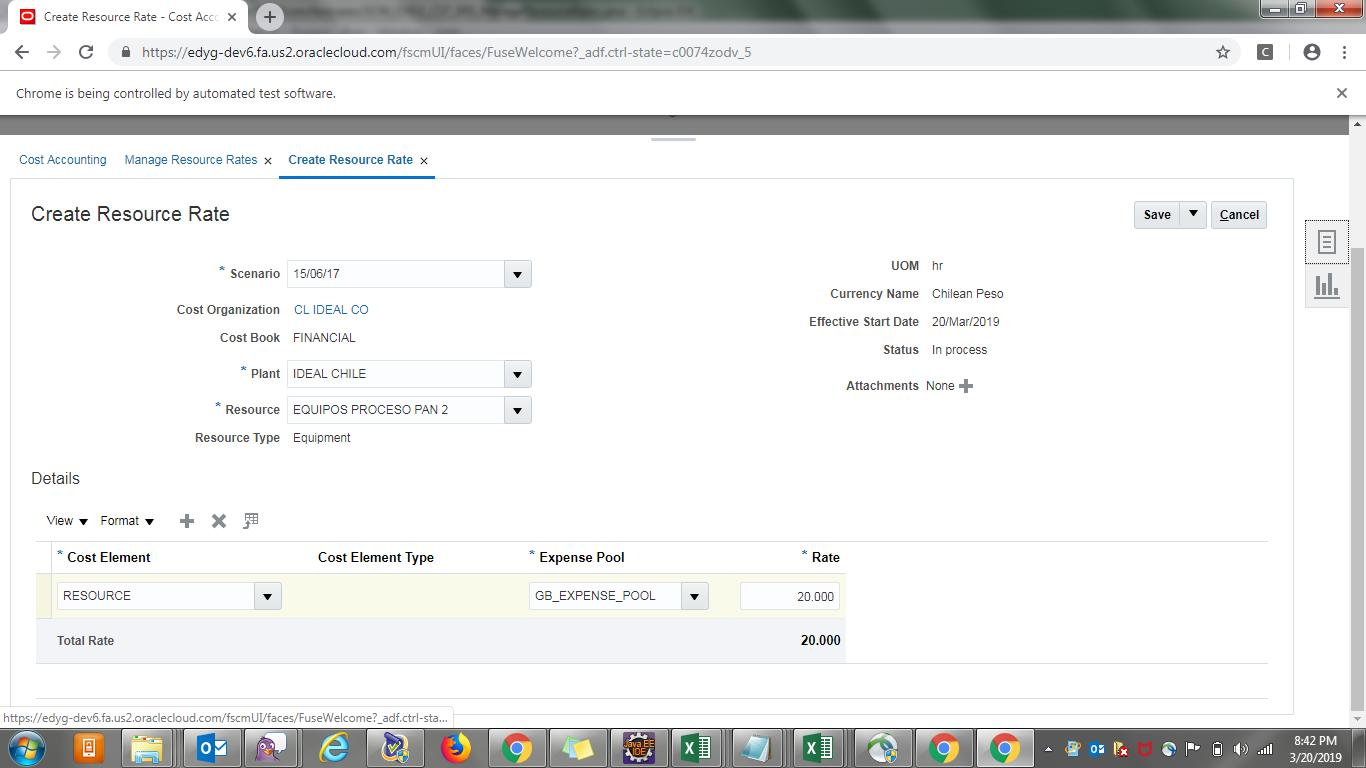 Create Resource Rate - Cost Acco
https://edyg-dev6.fa.us2.oraclecloud.com/fscmUI/faces/FuseWelcome?_adf.ctrl-state=c0074zodv_5
C
Chrome is being controlled by automated test software.
Cost Accounting Manage Resource Rates Create Resource Rate
Create Resource Rate
Save Cancel
* Scenario 15/06/17
UOM hr
Cost Organization CL IDEAL CO
Currency Name Chilean Peso
Cost Book FINANCIAL
Effective Start Date 20/Mar/2019
Status In process
* Plant IDEAL CHILE
Attachments None
* Resource EQUIPOS PROCESO PAN 2
Resource Type Equipment
Details
View Format
* Cost Element Cost Element Type * Expense Pool * Rate
RESOURCE GB_EXPENSE_POOL 20.000
Total Rate 20.000
https://edyg-dev6.fa.us2.oraclecloud.com/fscmUI/faces/FuseWelcome?_adf.ctrl-sta...
Java EE
IDE
8:42 PM
3/20/2019